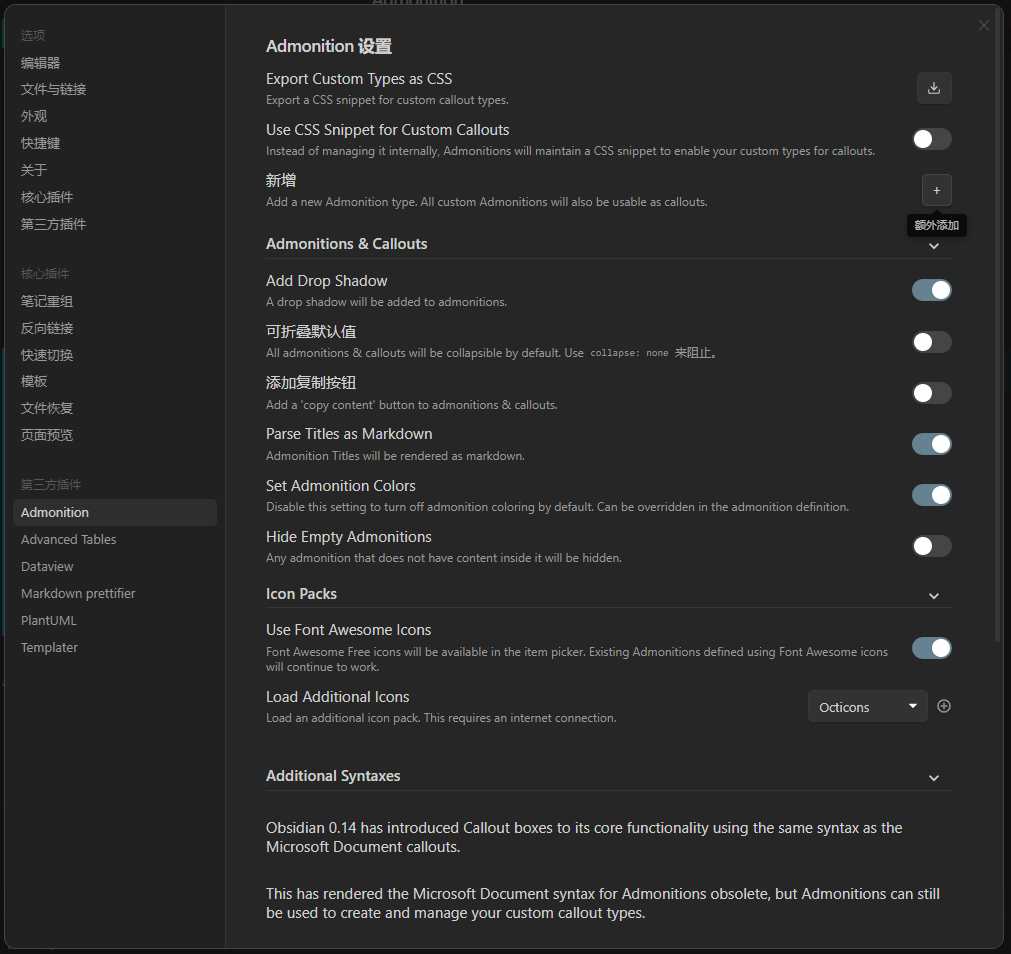 选项
编辑器
文件与链接
外观
快捷键
关于
核心插件
第三方插件
核心插件
笔记重组
反向链接
快速切换
模板
文件恢复
页面预览
第三方插件
Admonition
Advanced Tables
Dataview
Markdown prettifier
PlantUML
Templater
Admonition 设置
Export Custom Types as CSS
Export a CSS snippet for custom callout types.
Use CSS Snippet for Custom Callouts
Instead of managing it internally, Admonitions will maintain a CSS snippet to enable your custom types for callouts.
新增
Add a new Admonition type. All custom Admonitions will also be usable as callouts.
+
额外添加
Admonitions & Callouts
Add Drop Shadow
A drop shadow will be added to admonitions.
可折叠默认值
All admonitions & callouts will be collapsible by default. Use collapse: none 来阻止。
添加复制按钮
Add a 'copy content' button to admonitions & callouts.
Parse Titles as Markdown
Admonition Titles will be rendered as markdown.
Set Admonition Colors
Disable this setting to turn off admonition coloring by default. Can be overridden in the admonition definition.
Hide Empty Admonitions
Any admonition that does not have content inside it will be hidden.
Icon Packs
Use Font Awesome Icons
Font Awesome Free icons will be available in the item picker. Existing Admonitions defined using Font Awesome icons
will continue to work.
Load Additional Icons
Load an additional icon pack. This requires an internet connection.
Octicons
Additional Syntaxes
Obsidian 0.14 has introduced Callout boxes to its core functionality using the same syntax as the
Microsoft Document callouts.
This has rendered the Microsoft Document syntax for Admonitions obsolete, but Admonitions can still
be used to create and manage your custom callout types.